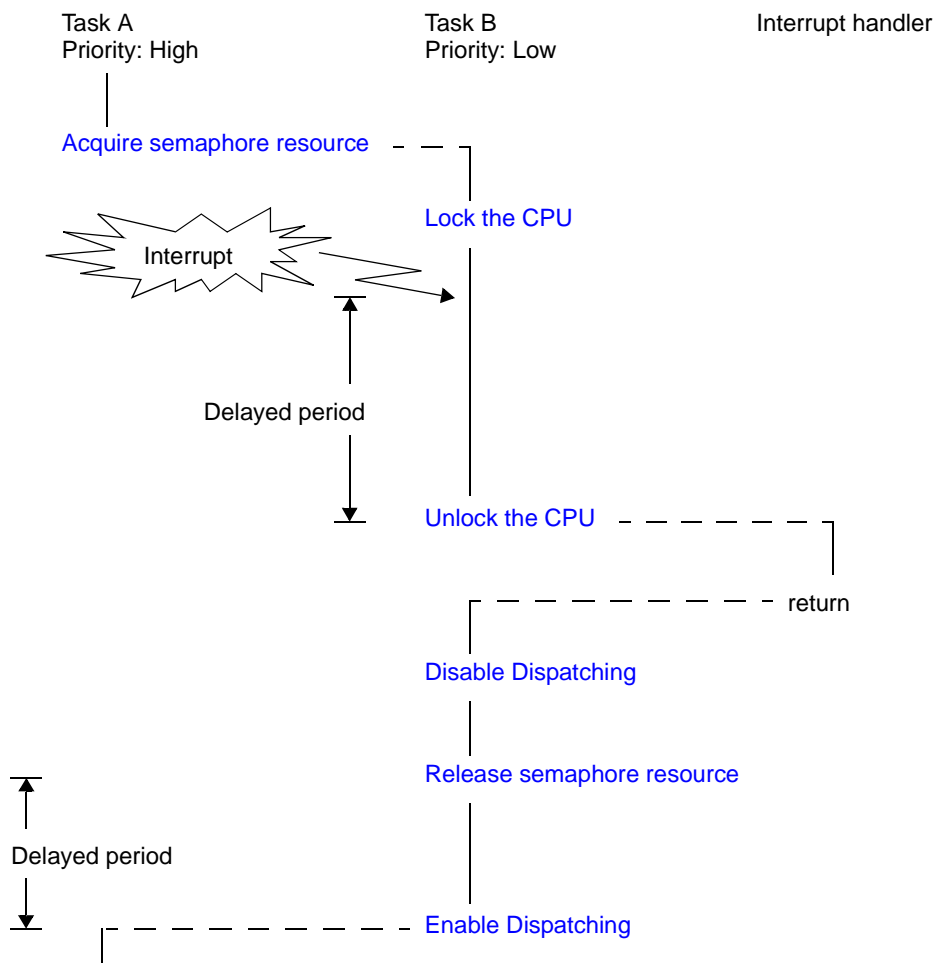 Task A
Priority: High
Task B
Priority: Low
Interrupt handler
Acquire semaphore resource
Lock the CPU
Interrupt
Delayed period
Unlock the CPU
return
Disable Dispatching
Release semaphore resource
Delayed period
Enable Dispatching